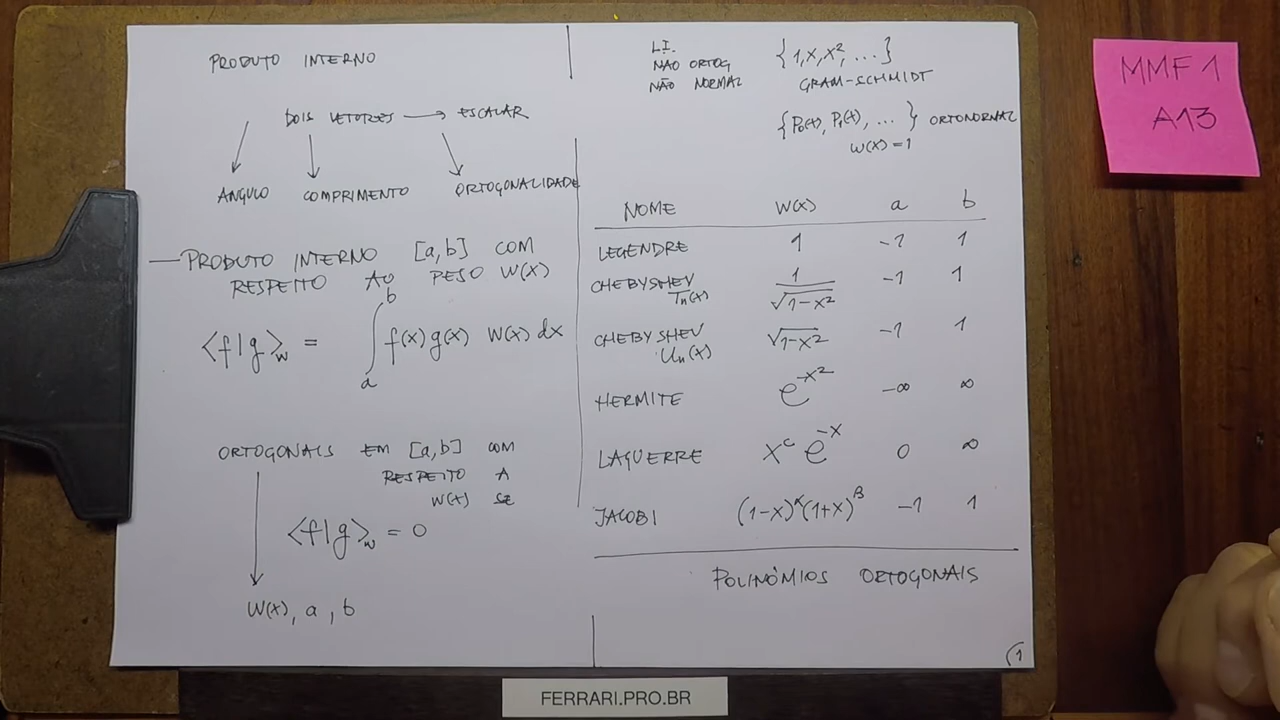 PRODUTO INTERNO
DOIS VETORES → ESCALAR
ANGULO COMPRIMENTO ORTOGONALIDADE
PRODUTO INTERNO [a,b] COM
RESPEITO AO PESO W(X)
⟨f|g⟩w = ∫ₐᵇ f(x)g(x) W(x) dx
ORTOGONAIS EM [a,b] COM
RESPEITO A
W(X) SE
⟨f|g⟩w = 0
W(X), a, b
L.I.
NÃO ORTOG
NÃO NORMAL
{1,X,X², ...}
GRAM-SCHMIDT
{P₀(X), P₁(X), ...} ORTONORMAL
W(X)=1
NOME W(X) a b
LEGENDRE 1 -1 1
CHEBYSHEV Tn(X) 1/√(1-X²) -1 1
CHEBYSHEV Un(X) √(1-X²) -1 1
HERMITE e^(-X²) -∞ ∞
LAGUERRE X^c e^(-X) 0 ∞
JACOBI (1-X)^α(1+X)^β -1 1
POLINÔMIOS ORTOGONAIS
1
MMF 1
A13
FERRARI.PRO.BR